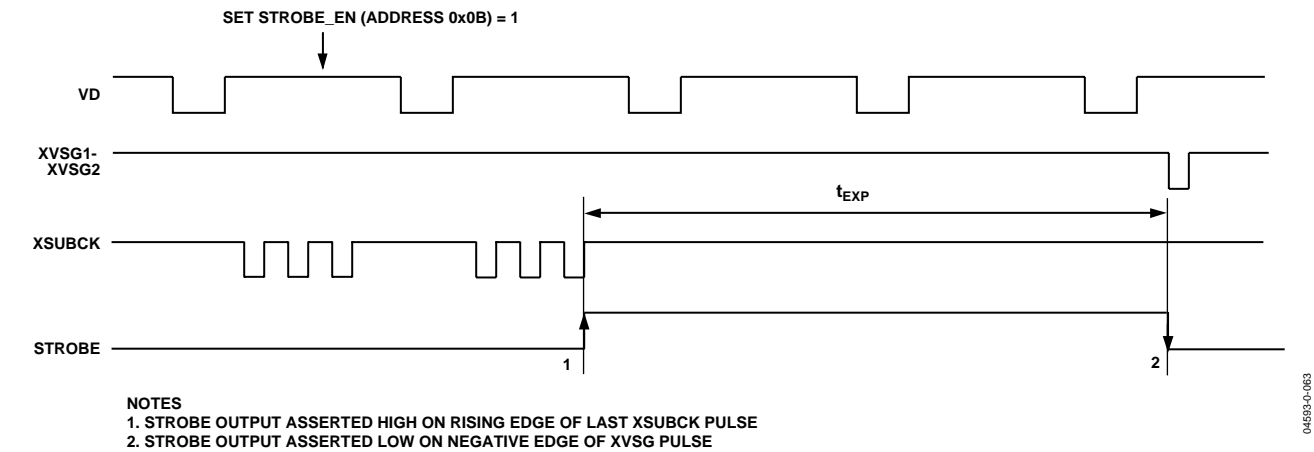 SET STROBE_EN (ADDRESS 0x0B) = 1
VD
XVSG1-
XVSG2
tEXP
XSUBCK
STROBE
1
2
NOTES
1. STROBE OUTPUT ASSERTED HIGH ON RISING EDGE OF LAST XSUBCK PULSE
2. STROBE OUTPUT ASSERTED LOW ON NEGATIVE EDGE OF XVSG PULSE
04593-0-063